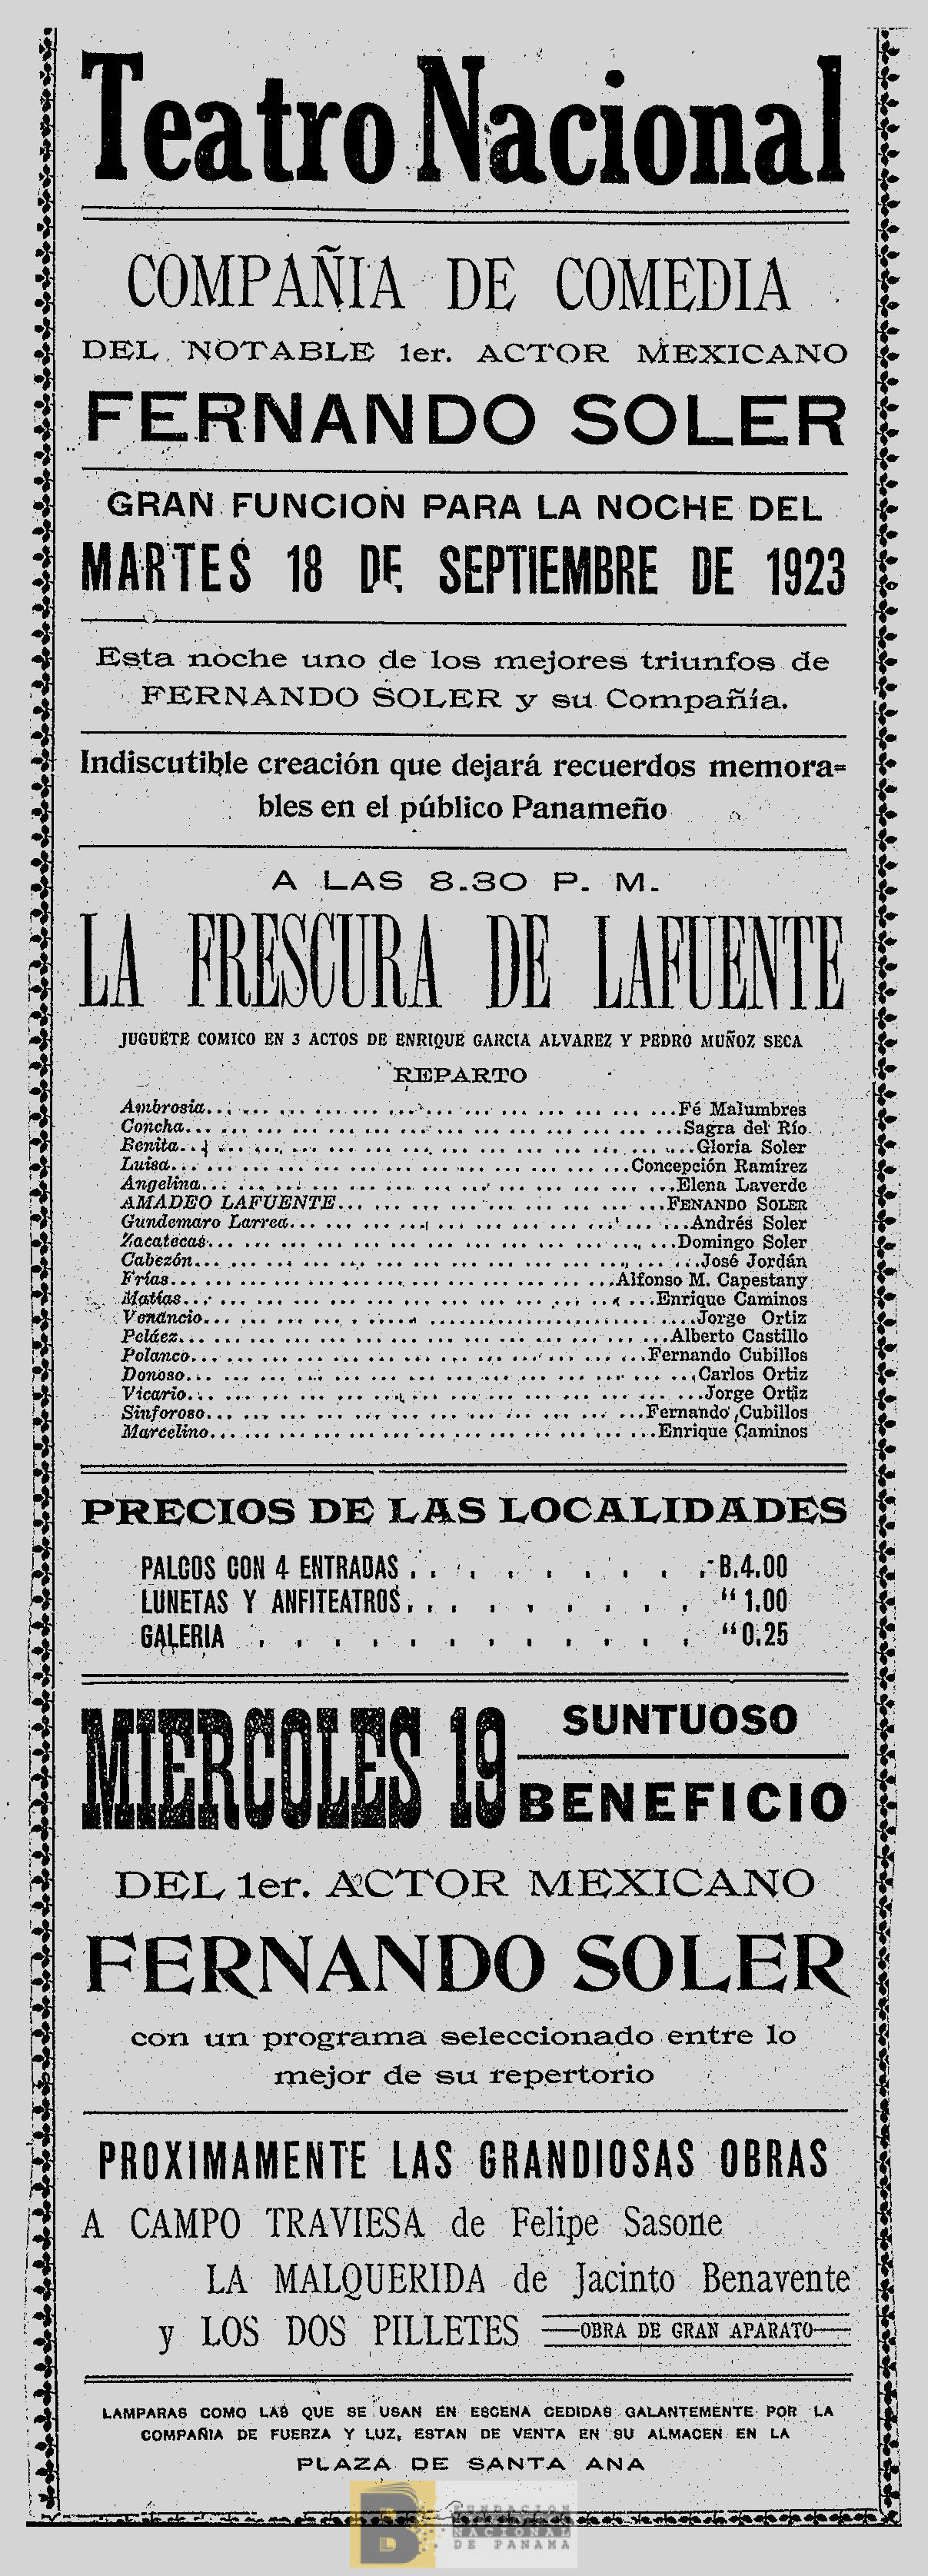 Teatro Nacional
COMPAÑIA DE COMEDIA
DEL NOTABLE 1er. ACTOR MEXICANO
FERNANDO SOLER
GRAN FUNCION PARA LA NOCHE DEL
MARTES 18 DE SEPTIEMBRE DE 1923
Esta noche uno de los mejores triunfos de
FERNANDO SOLER y su Compañía.
Indiscutible creación que dejará recuerdos memora=
bles en el público Panameño
A LAS 8.30 P. M.
LA FRESCURA DE LAFUENTE
JUGUETE COMICO EN 3 ACTOS DE ENRIQUE GARCIA ALVAREZ Y PEDRO MUÑOZ SECA
REPARTO
Ambrosia... Fé Malumbres
Concha... Sagra del Río
Benita... Gloria Soler
Luisa... Concepción Ramírez
Angelina... Elena Laverde
AMADEO LAFUENTE... FENANDO SOLER
Gundemaro Larrea... Andrés Soler
Zacatecas... Domingo Soler
Cabezón... José Jordán
Frías... Alfonso M. Capestany
Matías... Enrique Caminos
Venancio... Jorge Ortiz
Peláez... Alberto Castillo
Polanco... Fernando Cubillos
Donoso... Carlos Ortiz
Vicario... Jorge Ortiz
Sinforoso... Fernando Cubillos
Marcelino... Enrique Caminos
PRECIOS DE LAS LOCALIDADES
PALCOS CON 4 ENTRADAS . . . . . . . . . B.4.00
LUNETAS Y ANFITEATROS . . . . . . . . . " 1.00
GALERIA . . . . . . . . . . . . "0.25
MIERCOLES 19 SUNTUOSO
BENEFICIO
DEL 1er. ACTOR MEXICANO
FERNANDO SOLER
con un programa seleccionado entre lo
mejor de su repertorio
PROXIMAMENTE LAS GRANDIOSAS OBRAS
A CAMPO TRAVIESA de Felipe Sasone
LA MALQUERIDA de Jacinto Benavente
y LOS DOS PILLETES OBRA DE GRAN APARATO
LAMPARAS COMO LAS QUE SE USAN EN ESCENA CEDIDAS GALANTEMENTE POR LA
COMPAÑIA DE FUERZA Y LUZ, ESTAN DE VENTA EN SU ALMACEN EN LA
PLAZA DE SANTA ANA
B FUNDACION
NACIONAL
DE PANAMA